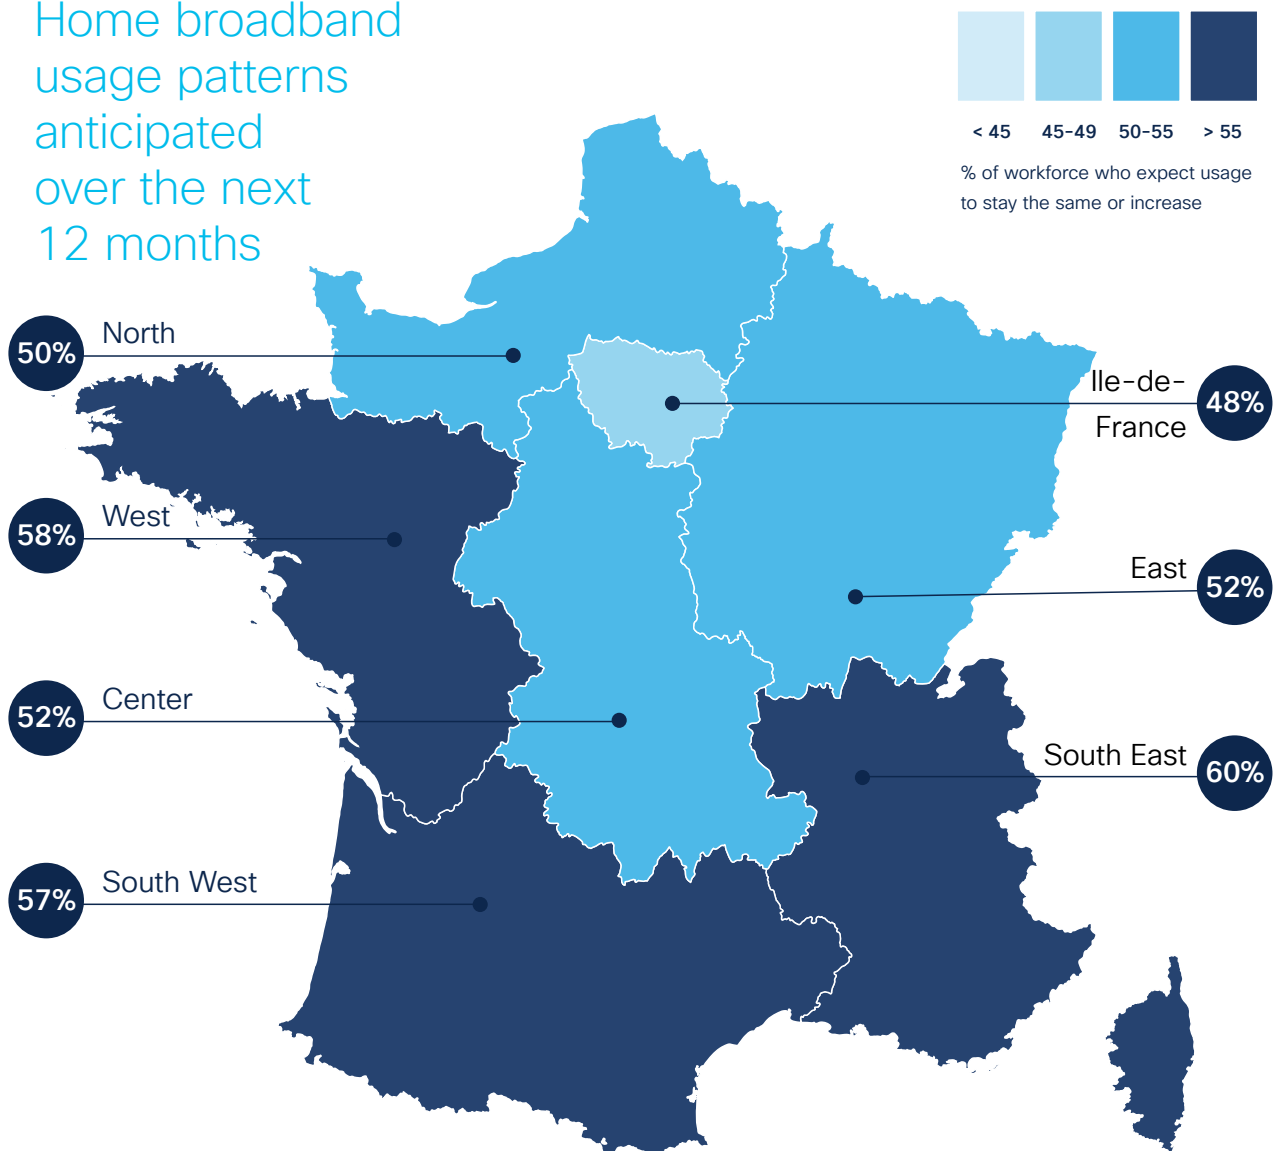 Home broadband
usage patterns
anticipated
over the next
12 months
< 45
45-49
50-55
> 55
% of workforce who expect usage
to stay the same or increase
50%
North
Ile-de-
France
48%
58%
West
East
52%
52%
Center
South East
60%
57%
South West